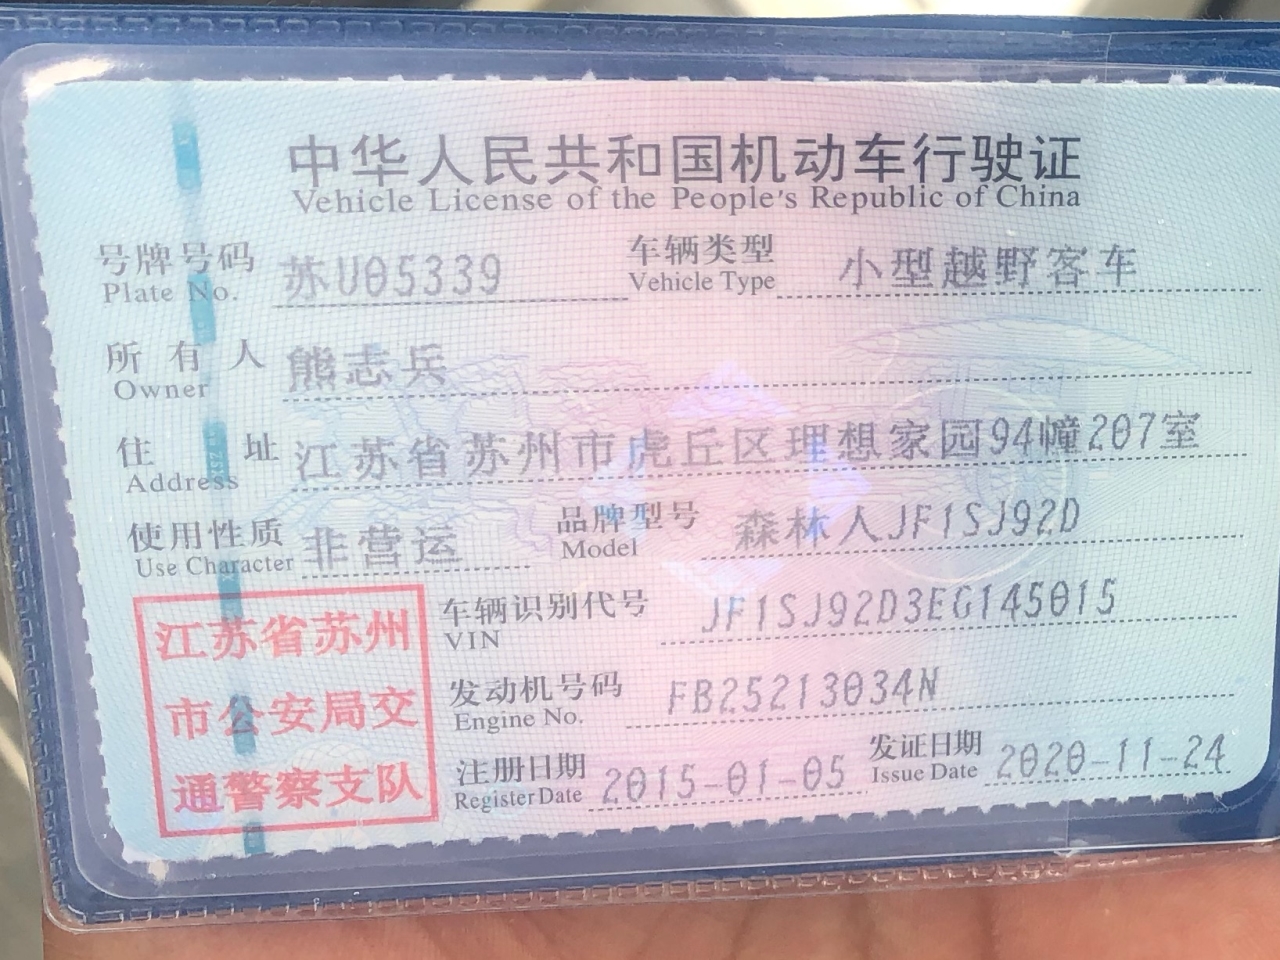 中华人民共和国机动车行驶证
Vehicle License of the People's Republic of China
号牌号码 苏U05339 车辆类型 小型越野客车
Plate No. Vehicle Type
所有人 熊志兵
Owner
住址 江苏省苏州市虎丘区理想家园94幢207室
Address
使用性质 非营运 品牌型号 森林人JF1SJ92D
Use Character Model
江苏省苏州
市公安局交
通警察支队
车辆识别代号 JF1SJ92D3EG145015
VIN
发动机号码 FB25213034N
Engine No.
注册日期 2015-01-05 发证日期 2020-11-24
Register Date Issue Date